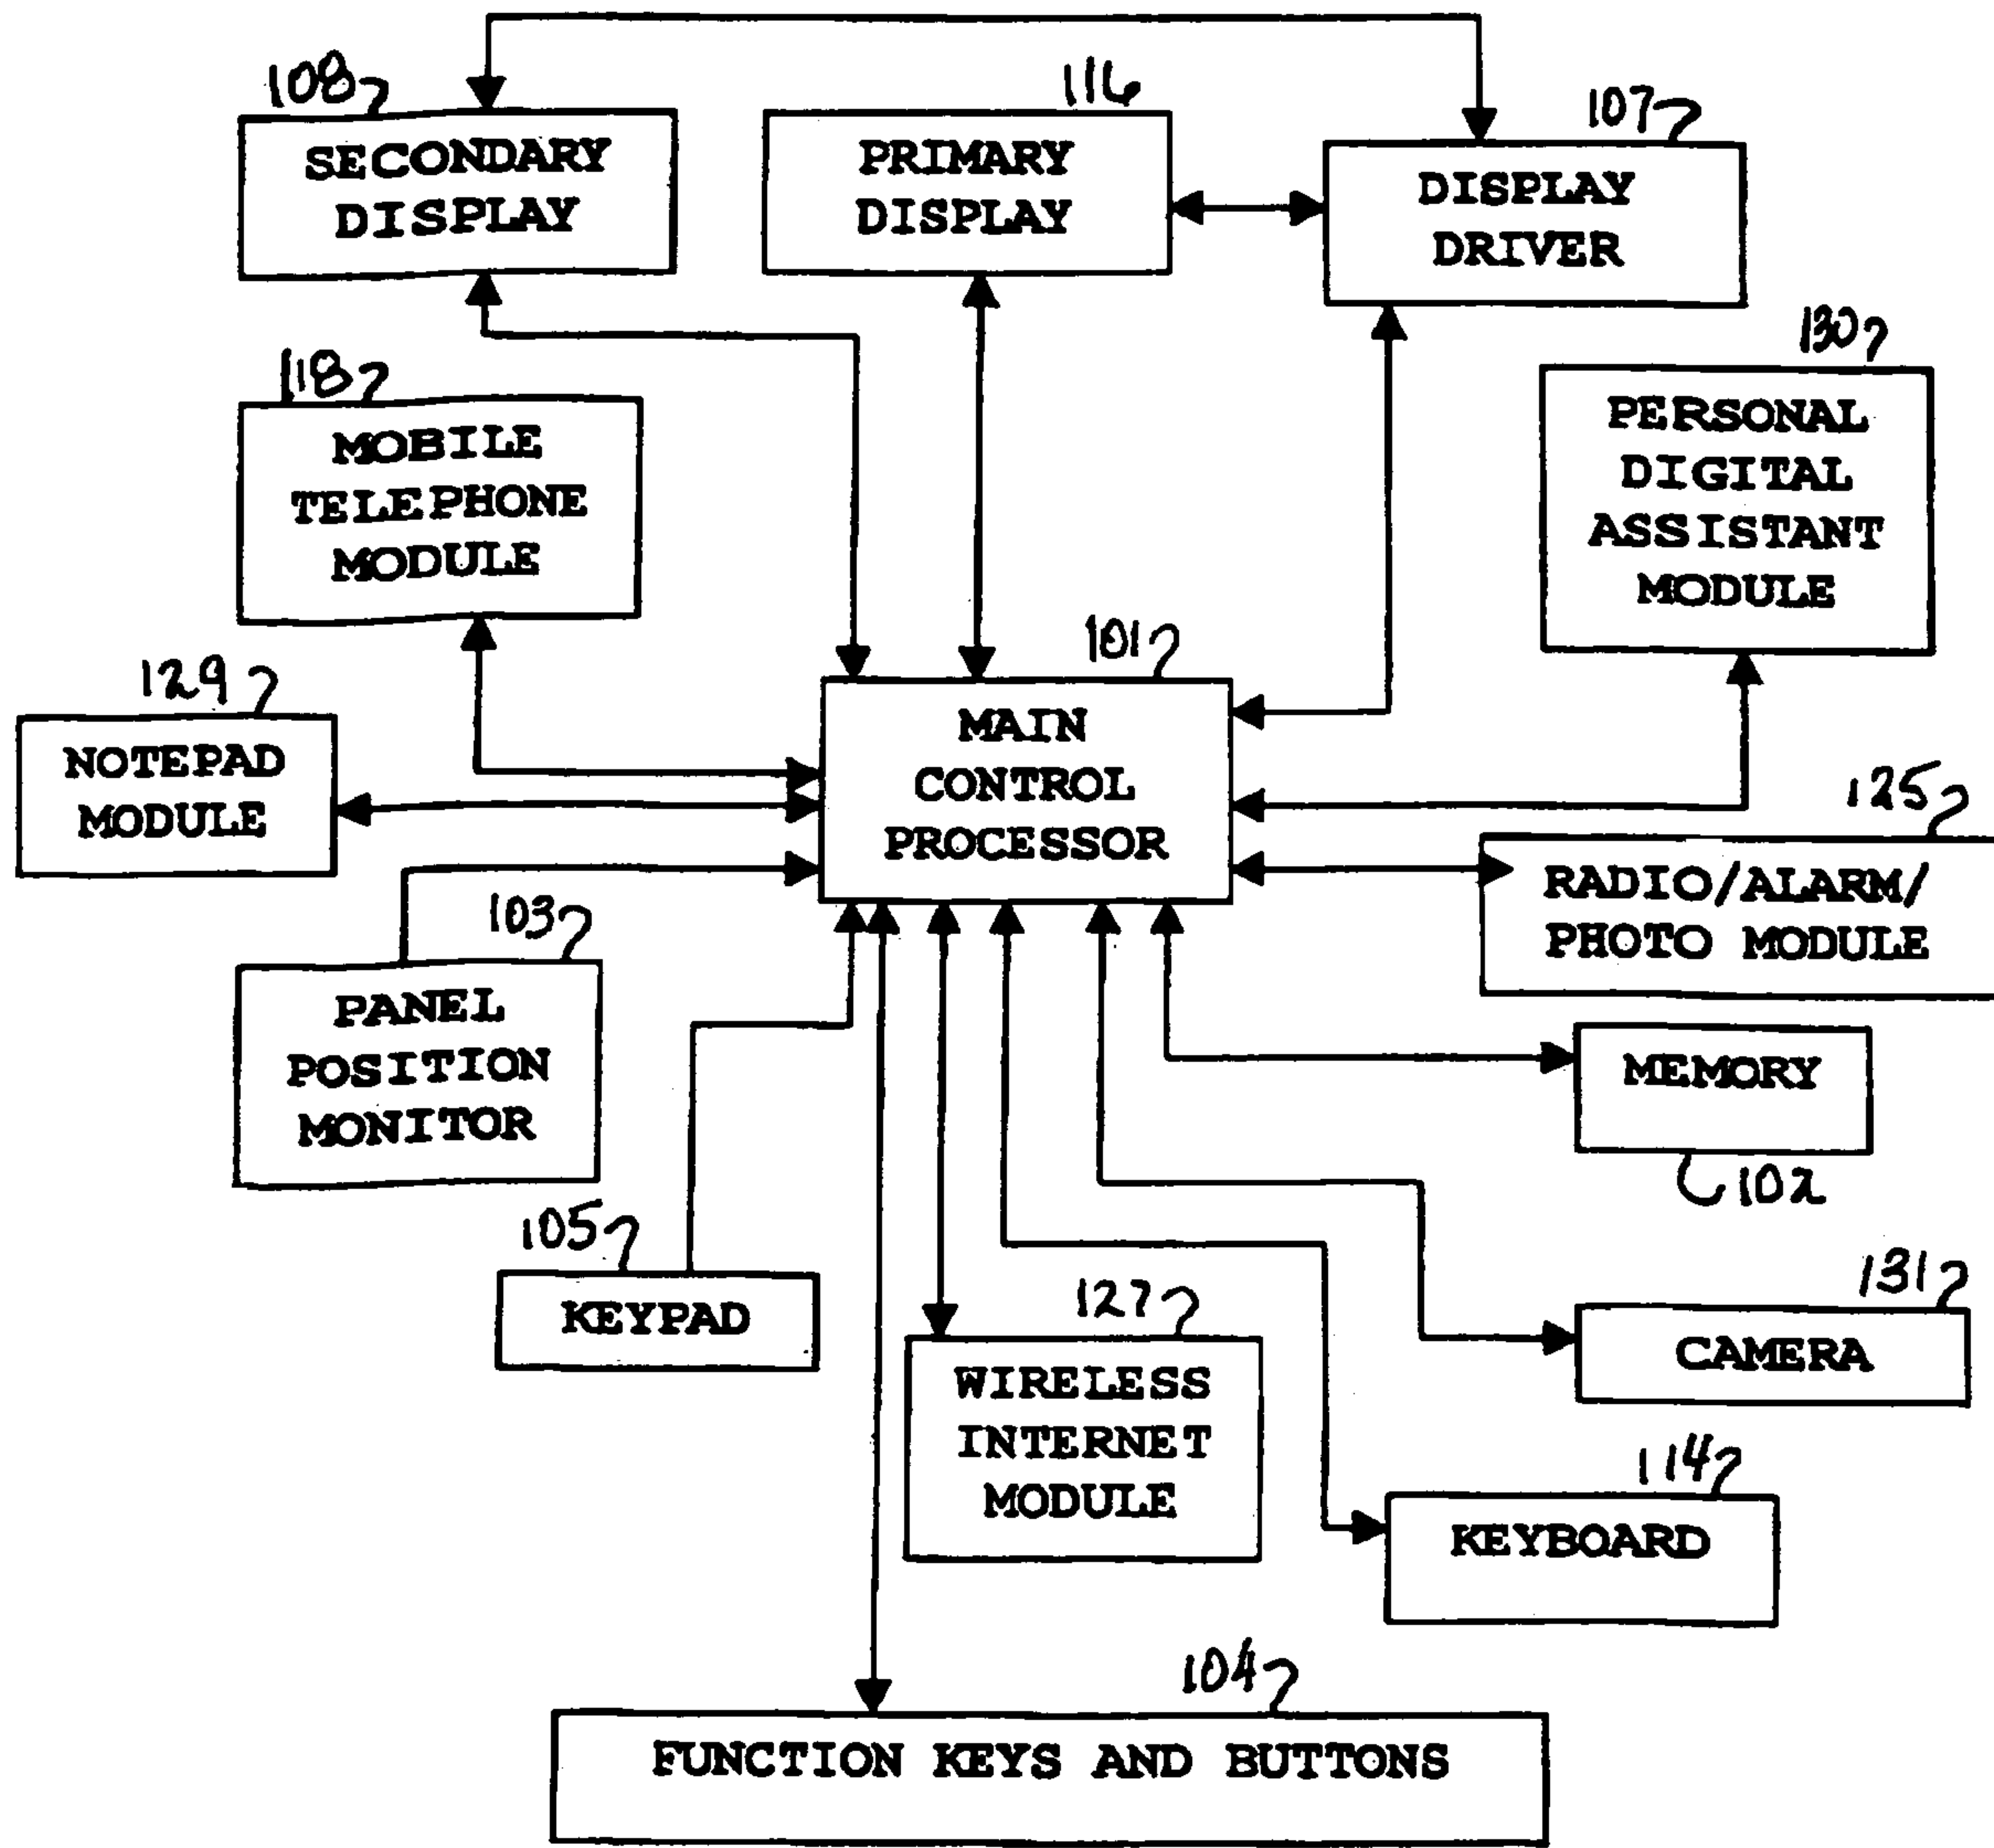 108
SECONDARY
DISPLAY
116
PRIMARY
DISPLAY
107
DISPLAY
DRIVER
118
MOBILE
TELEPHONE
MODULE
130
PERSONAL
DIGITAL
ASSISTANT
MODULE
129
NOTEPAD
MODULE
101
MAIN
CONTROL
PROCESSOR
125
RADIO/ALARM/
PHOTO MODULE
103
PANEL
POSITION
MONITOR
MEMORY
102
105
KEYPAD
127
WIRELESS
INTERNET
MODULE
131
CAMERA
114
KEYBOARD
104
FUNCTION KEYS AND BUTTONS